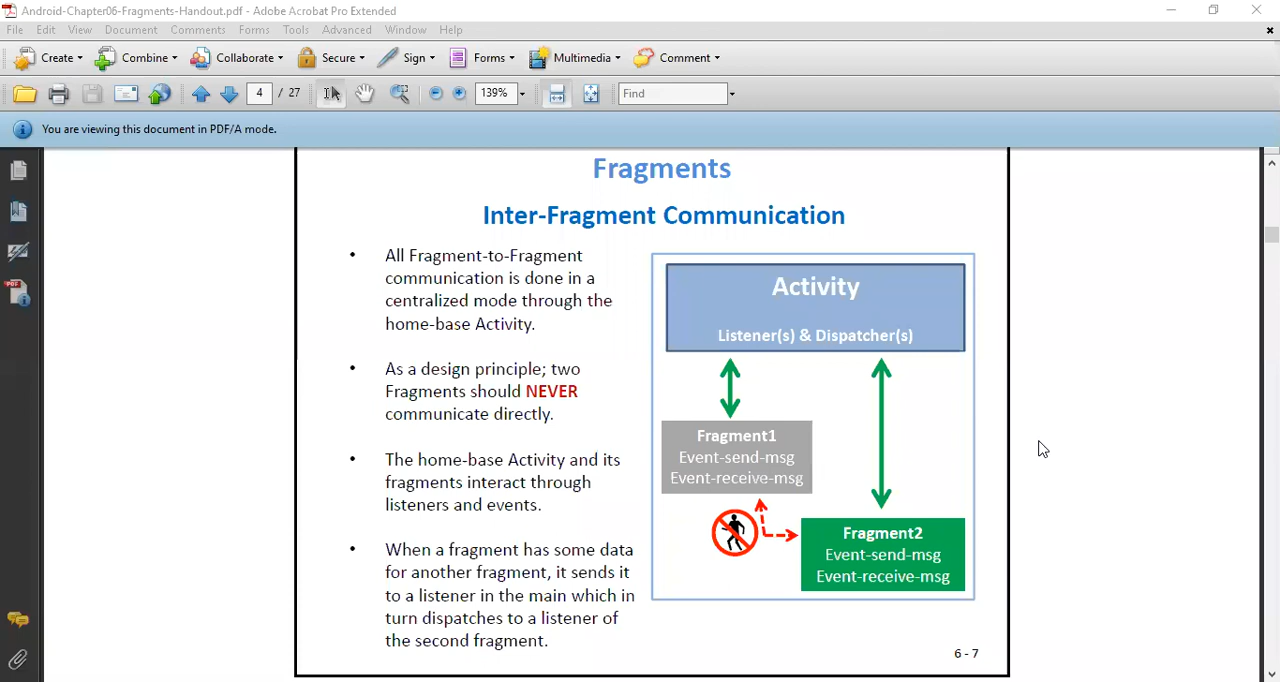 Android-Chapter06-Fragments-Handout.pdf - Adobe Acrobat Pro Extended
File Edit View Document Comments Forms Tools Advanced Window Help
Create Combine Collaborate Secure Sign Forms Multimedia Comment
4 / 27 139% Find
You are viewing this document in PDF/A mode.
Fragments
Inter-Fragment Communication
• All Fragment-to-Fragment
communication is done in a
centralized mode through the
home-base Activity.
• As a design principle; two
Fragments should NEVER
communicate directly.
• The home-base Activity and its
fragments interact through
listeners and events.
• When a fragment has some data
for another fragment, it sends it
to a listener in the main which in
turn dispatches to a listener of
the second fragment.
Activity
Listener(s) & Dispatcher(s)
Fragment1
Event-send-msg
Event-receive-msg
Fragment2
Event-send-msg
Event-receive-msg
6 - 7